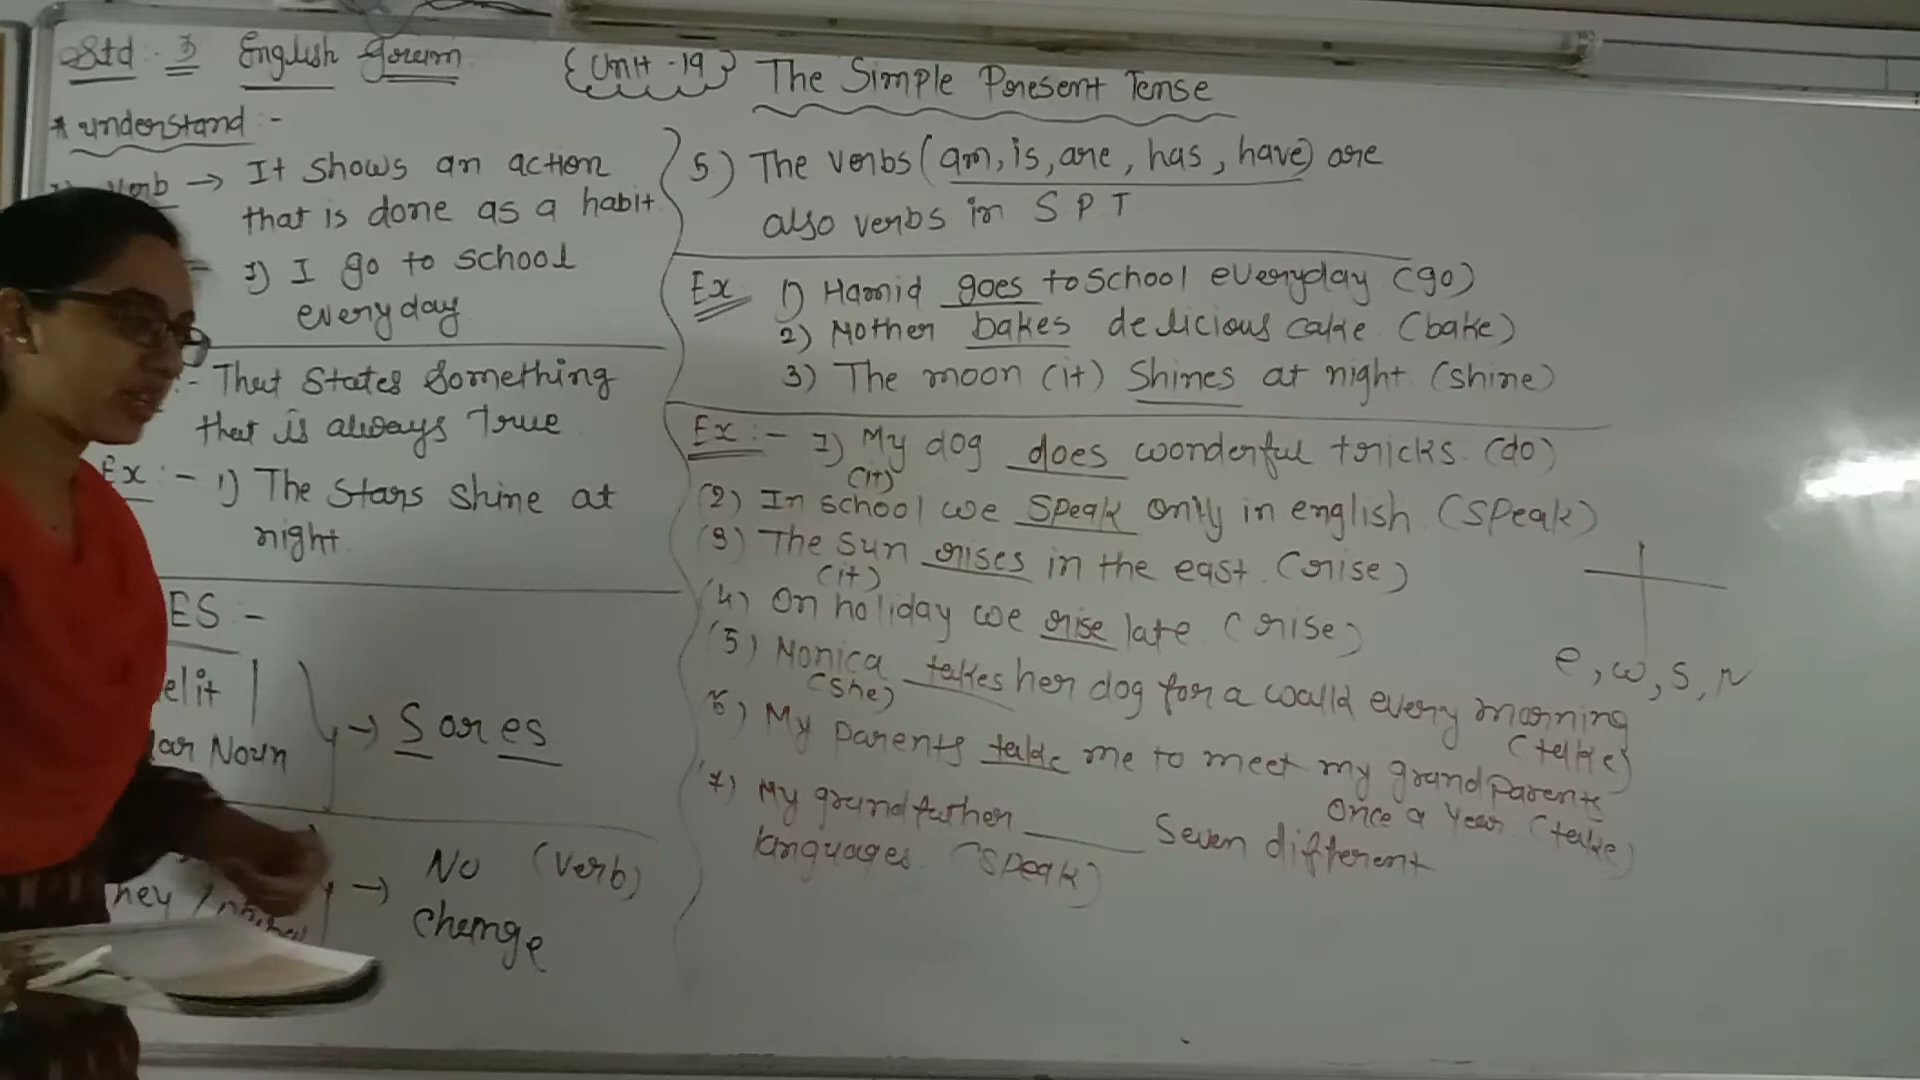 Std : 3 English Gram
{Unit - 19} The Simple Present Tense
* understand :-
verb → It shows an action
that is done as a habit
1) I go to school
everyday
:- That States Something
that is always True
Ex :- 1) The Stars shine at
night
ES :-
elit
lar Noun
→ S or es
hey
→ No (verb)
change
5) The verbs (am, is, are, has, have) are
also verbs in S P T
Ex 1) Hamid goes to School everyday (go)
2) Mother bakes delicious cake (bake)
3) The moon (it) Shines at night (shine)
Ex :- 1) My dog does wonderful tricks (do)
(it)
(2) In school we Speak only in english (Speak)
(3) The Sun rises in the east. (rise)
(it)
(4) On holiday we rise late (rise)
(5) Monica takes her dog for a walk every morning
(she)
(take)
6) My Parents take me to meet my grand Parents
once a year (take)
7) My grandfather ____ Seven different
languages. (Speak)
e, w, s, n